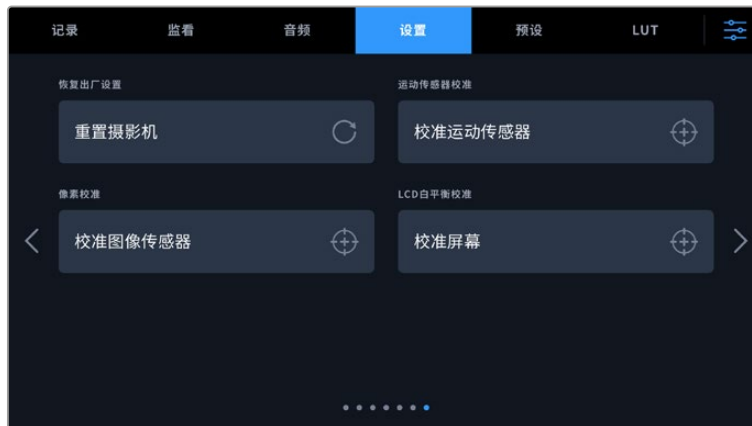 记录 监看 音频 设置 预设 LUT
恢复出厂设置 运动传感器校准
重置摄影机 校准运动传感器
像素校准 LCD白平衡校准
校准图像传感器 校准屏幕